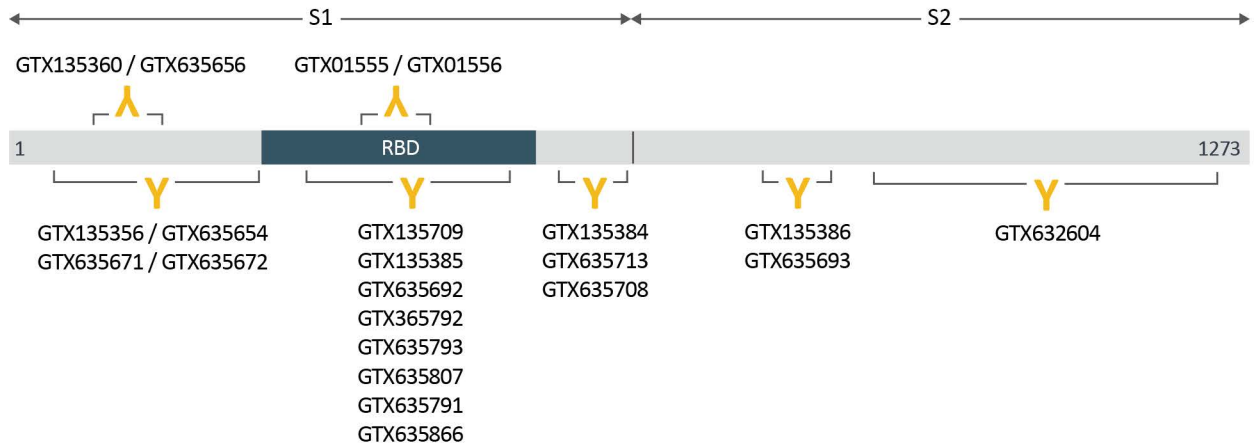 S1
S2
GTX135360 / GTX635656
GTX01555 / GTX01556
1
RBD
1273
GTX135356 / GTX635654
GTX635671 / GTX635672
GTX135709
GTX135385
GTX635692
GTX365792
GTX635793
GTX635807
GTX635791
GTX635866
GTX135384
GTX635713
GTX635708
GTX135386
GTX635693
GTX632604